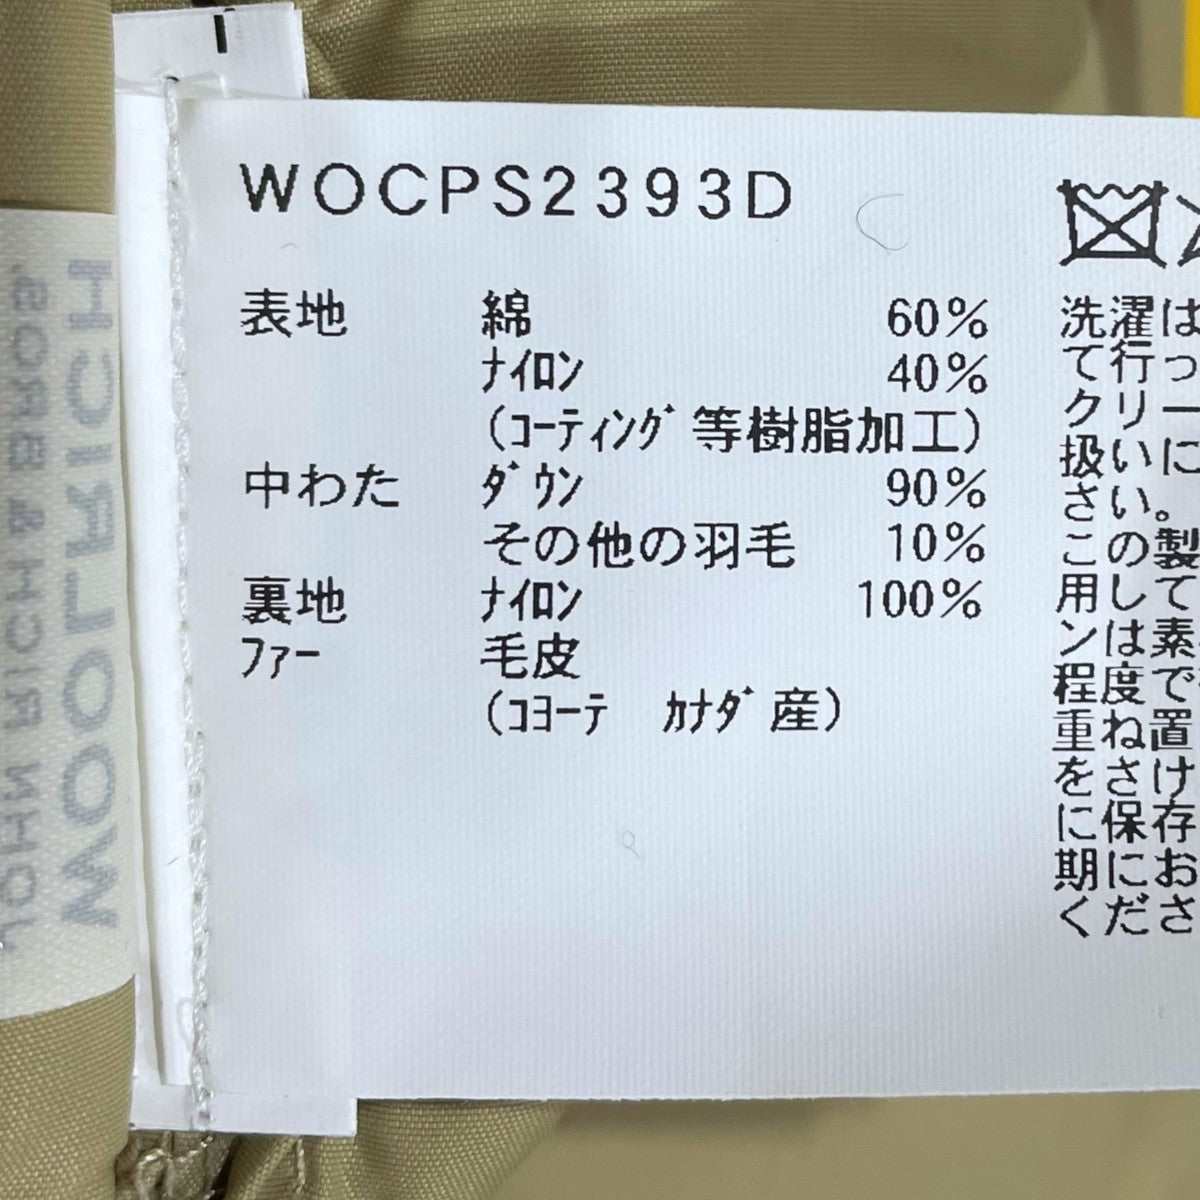 WOCPS2393D
表地 綿 60%
ナイロン 40%
(コーティング等樹脂加工)
中わた ダウン 90%
その他の羽毛 10%
裏地 ナイロン 100%
ファー 毛皮
(コヨーテ カナダ産)
洗濯は
て行っ
クリー
扱いに
さい。
この製
用して
ンは素
程度で
重ね置
をさけ
に保存
期にお
くださ
WOOLRICH
JOHN RICH & BROS.